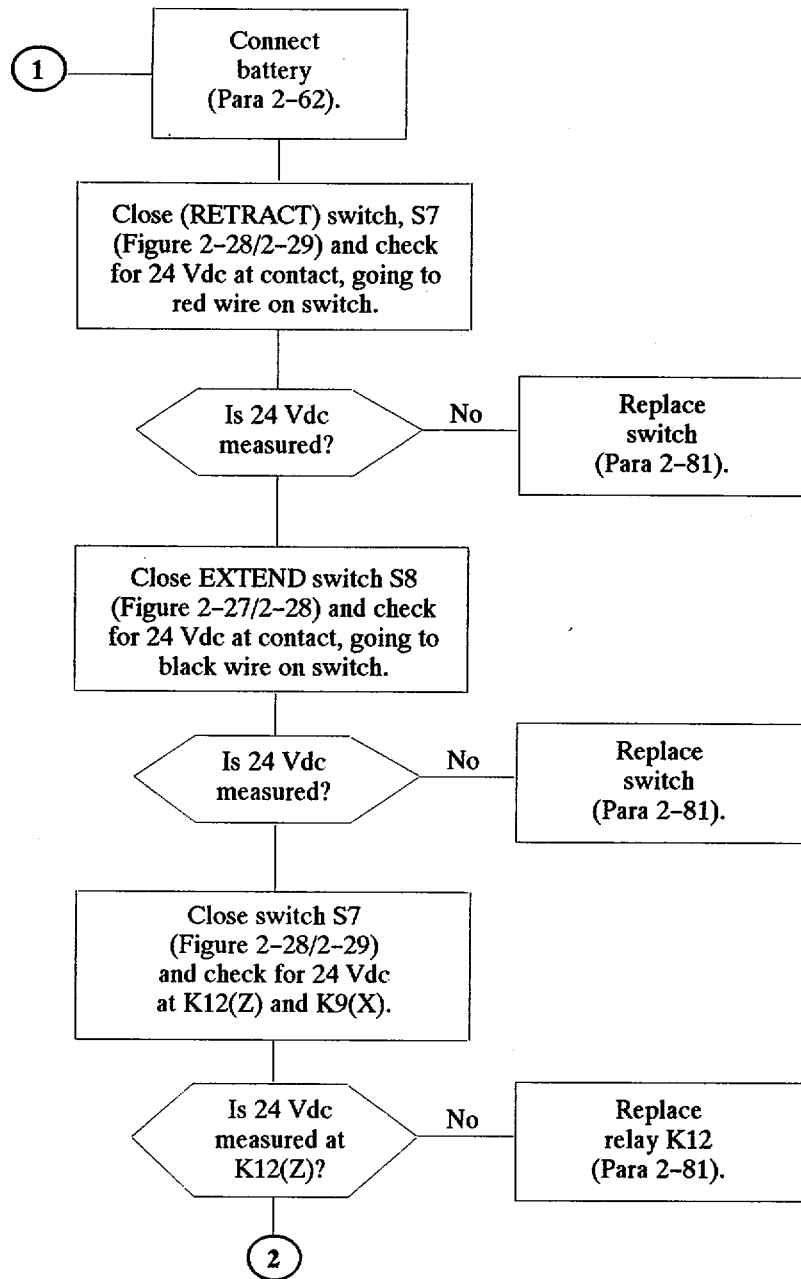 1
Connect
battery
(Para 2–62).
Close (RETRACT) switch, S7
(Figure 2–28/2–29) and check
for 24 Vdc at contact, going to
red wire on switch.
Is 24 Vdc
measured?
No
Replace
switch
(Para 2–81).
Close EXTEND switch S8
(Figure 2–27/2–28) and check
for 24 Vdc at contact, going to
black wire on switch.
Is 24 Vdc
measured?
No
Replace
switch
(Para 2–81).
Close switch S7
(Figure 2–28/2–29)
and check for 24 Vdc
at K12(Z) and K9(X).
Is 24 Vdc
measured at
K12(Z)?
No
Replace
relay K12
(Para 2–81).
2